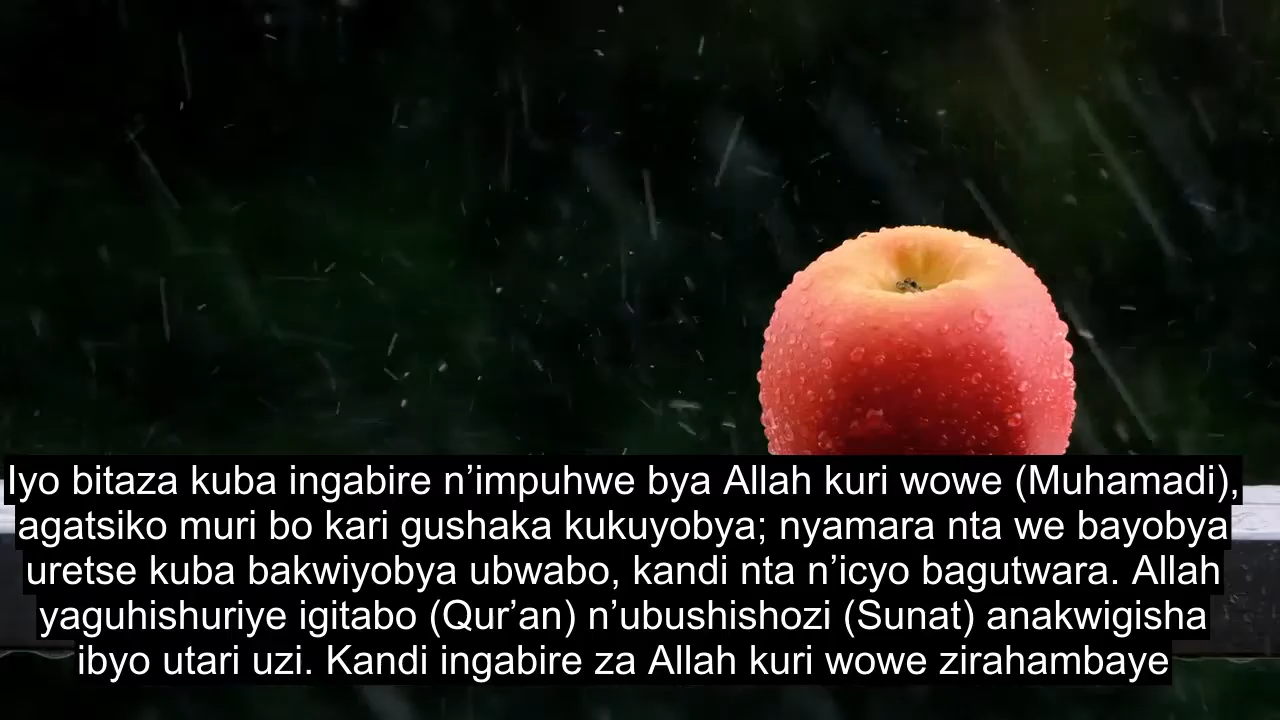 Iyo bitaza kuba ingabire n’impuhwe bya Allah kuri wowe (Muhamadi),
agatsiko muri bo kari gushaka kukuyobya; nyamara nta we bayobya
uretse kuba bakwiyobya ubwabo, kandi nta n’icyo bagutwara. Allah
yaguhishuriye igitabo (Qur’an) n’ubushishozi (Sunat) anakwigisha
ibyo utari uzi. Kandi ingabire za Allah kuri wowe zirahambaye